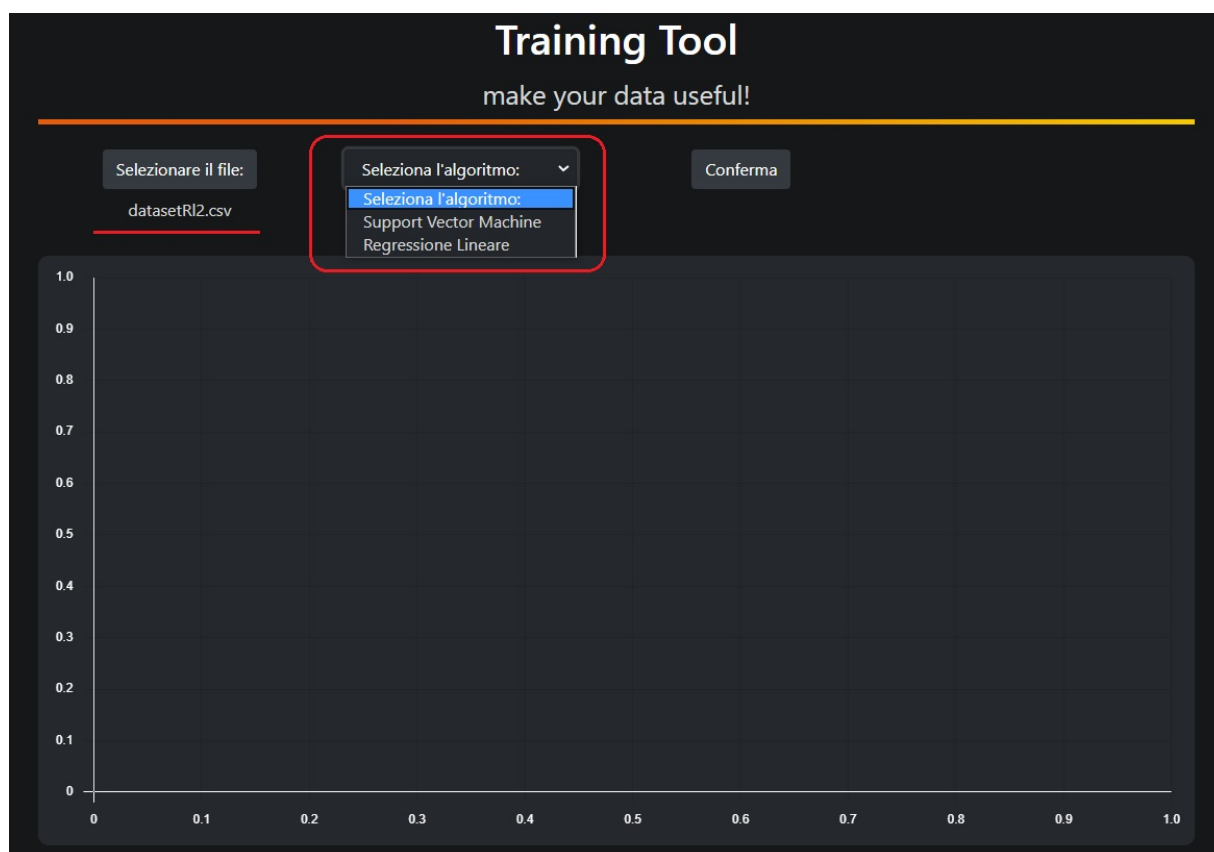 Training Tool
make your data useful!
Selezionare il file:
Seleziona l'algoritmo:
Conferma
datasetRl2.csv
Seleziona l'algoritmo:
Support Vector Machine
Regressione Lineare
1.0
0.9
0.8
0.7
0.6
0.5
0.4
0.3
0.2
0.1
0
0 0.1 0.2 0.3 0.4 0.5 0.6 0.7 0.8 0.9 1.0